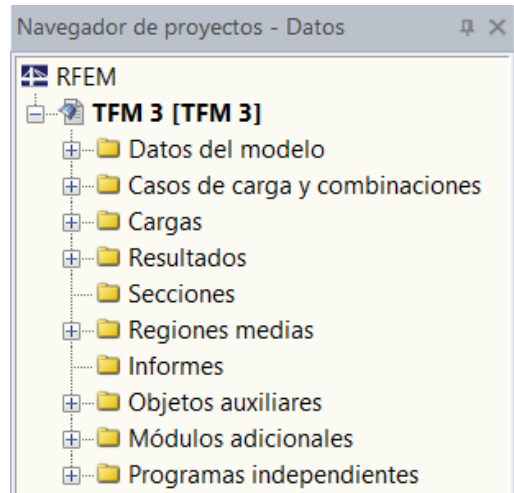 Navegador de proyectos - Datos
RFEM
TFM 3 [TFM 3]
Datos del modelo
Casos de carga y combinaciones
Cargas
Resultados
Secciones
Regiones medias
Informes
Objetos auxiliares
Módulos adicionales
Programas independientes